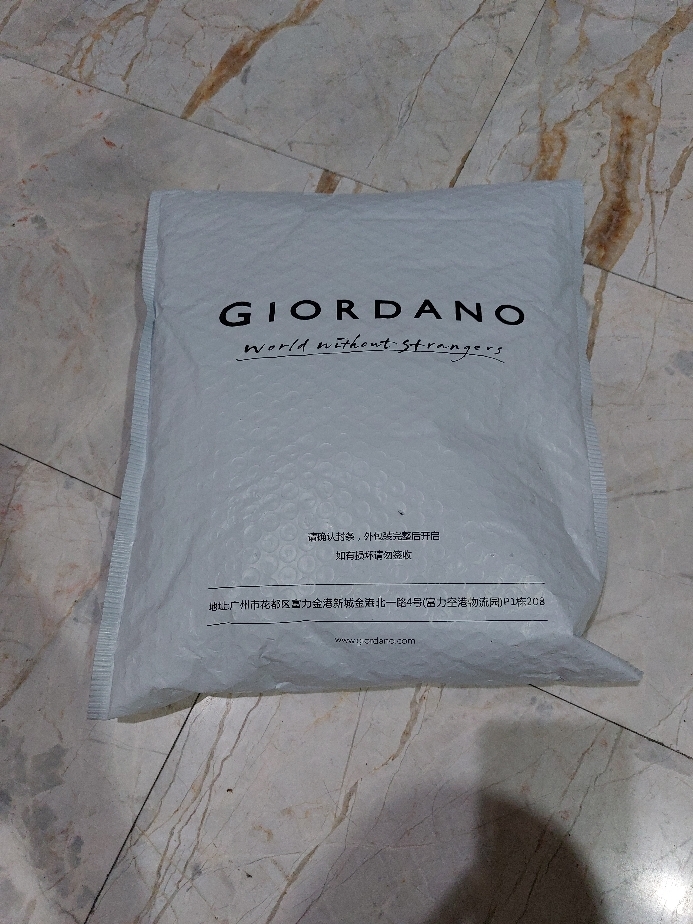 GIORDANO
World without strangers
请确认封条，外包装完整后开启
如有损坏请勿签收
地址:广州市花都区富力金港新城金港北一路4号(富力空港物流园)P1栋208
www.giordano.com